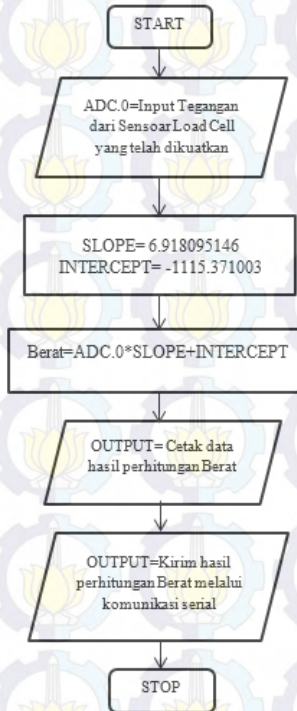 START
ADC.0=Input Tegangan
dari Sensoar Load Cell
yang telah dikuatkan
SLOPE= 6.918095146
INTERCEPT= -1115.371003
Berat=ADC.0*SLOPE+INTERCEPT
OUTPUT= Cetak data
hasil perhitungan Berat
OUTPUT=Kirim hasil
perhitungan Berat melalui
komunikasi serial
STOP